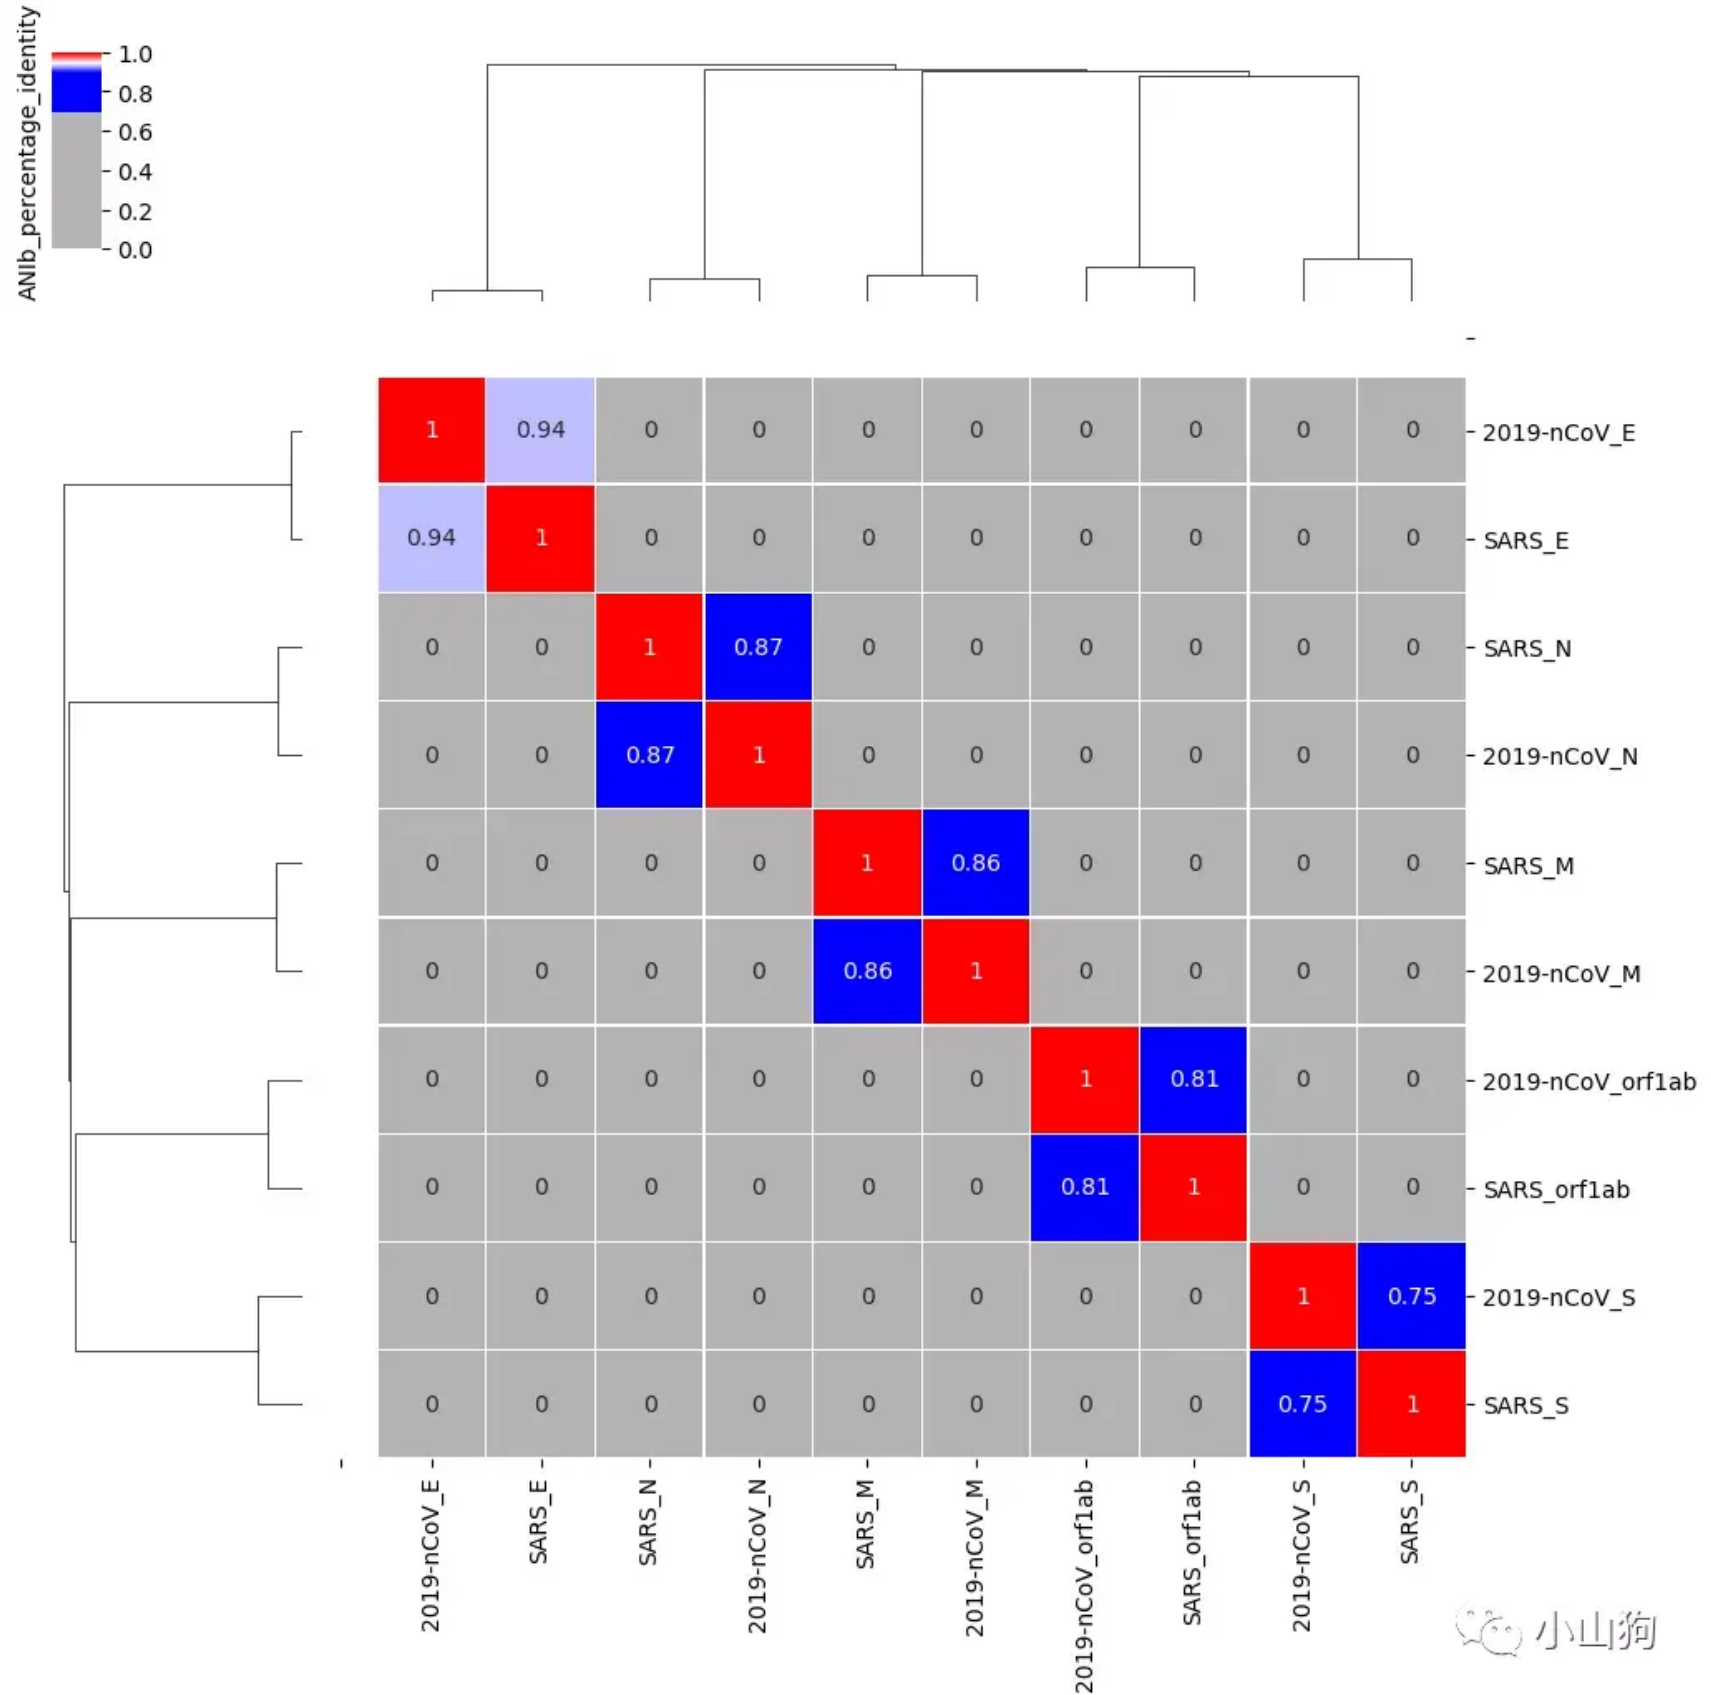 ANIb_percentage_identity
1.0
0.8
0.6
0.4
0.2
0.0
1 0.94 0 0 0 0 0 0 0 0 2019-nCoV_E
0.94 1 0 0 0 0 0 0 0 0 SARS_E
0 0 1 0.87 0 0 0 0 0 0 SARS_N
0 0 0.87 1 0 0 0 0 0 0 2019-nCoV_N
0 0 0 0 1 0.86 0 0 0 0 SARS_M
0 0 0 0 0.86 1 0 0 0 0 2019-nCoV_M
0 0 0 0 0 0 1 0.81 0 0 2019-nCoV_orf1ab
0 0 0 0 0 0 0.81 1 0 0 SARS_orf1ab
0 0 0 0 0 0 0 0 1 0.75 2019-nCoV_S
0 0 0 0 0 0 0 0 0.75 1 SARS_S
2019-nCoV_E
SARS_E
SARS_N
2019-nCoV_N
SARS_M
2019-nCoV_M
2019-nCoV_orf1ab
SARS_orf1ab
2019-nCoV_S
SARS_S
小山狗